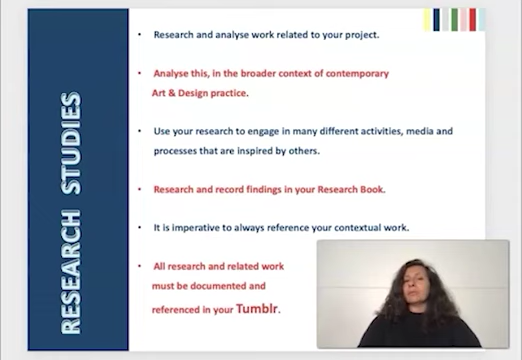 RESEARCH STUDIES
• Research and analyse work related to your project.
• Analyse this, in the broader context of contemporary
Art & Design practice.
• Use your research to engage in many different activities, media and
processes that are inspired by others.
• Research and record findings in your Research Book.
• It is imperative to always reference your contextual work.
• All research and related work
must be documented and
referenced in your Tumblr.